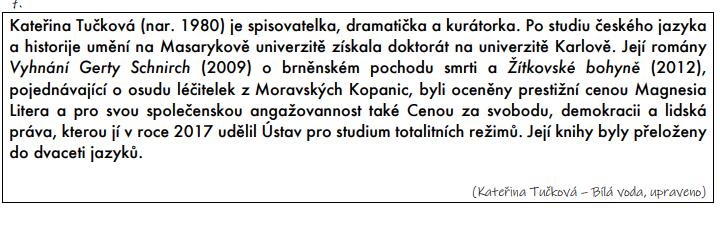 7.
Kateřina Tučková (nar. 1980) je spisovatelka, dramatička a kurátorka. Po studiu českého jazyka
a historije umění na Masarykově univerzitě získala doktorát na univerzitě Karlově. Její romány
Vyhnání Gerty Schnirch (2009) o brněnském pochodu smrti a Žítkovské bohyně (2012),
pojednávající o osudu léčitelek z Moravských Kopanic, byli oceněny prestižní cenou Magnesia
Litera a pro svou společenskou angažovannost také Cenou za svobodu, demokracii a lidská
práva, kterou jí v roce 2017 udělil Ústav pro studium totalitních režimů. Její knihy byly přeloženy
do dvaceti jazyků.
(Kateřina Tučková – Bílá voda, upraveno)